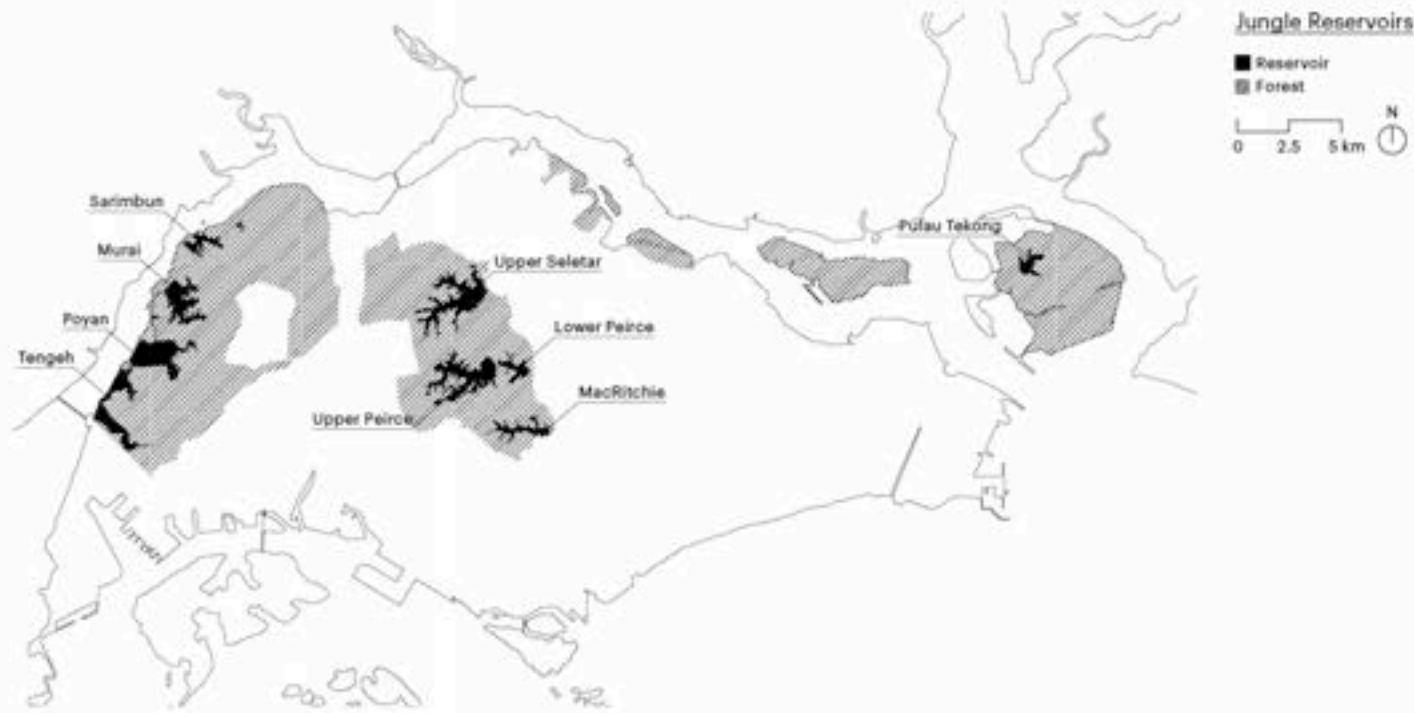 Jungle Reservoirs
Reservoir
Forest
N
0 2.5 5 km
Sarimbun
Murai
Poyan
Tengeh
Upper Seletar
Lower Peirce
MacRitchie
Upper Peirce
Pulau Tekong